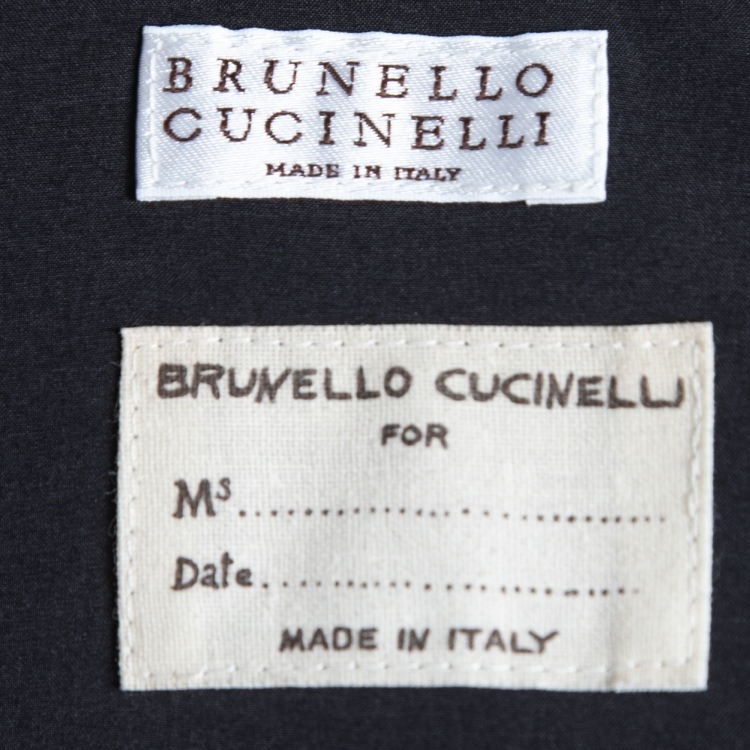 BRUNELLO
CUCINELLI
MADE IN ITALY
BRUNELLO CUCINELLI
FOR
Ms..............................
Date..............................
MADE IN ITALY